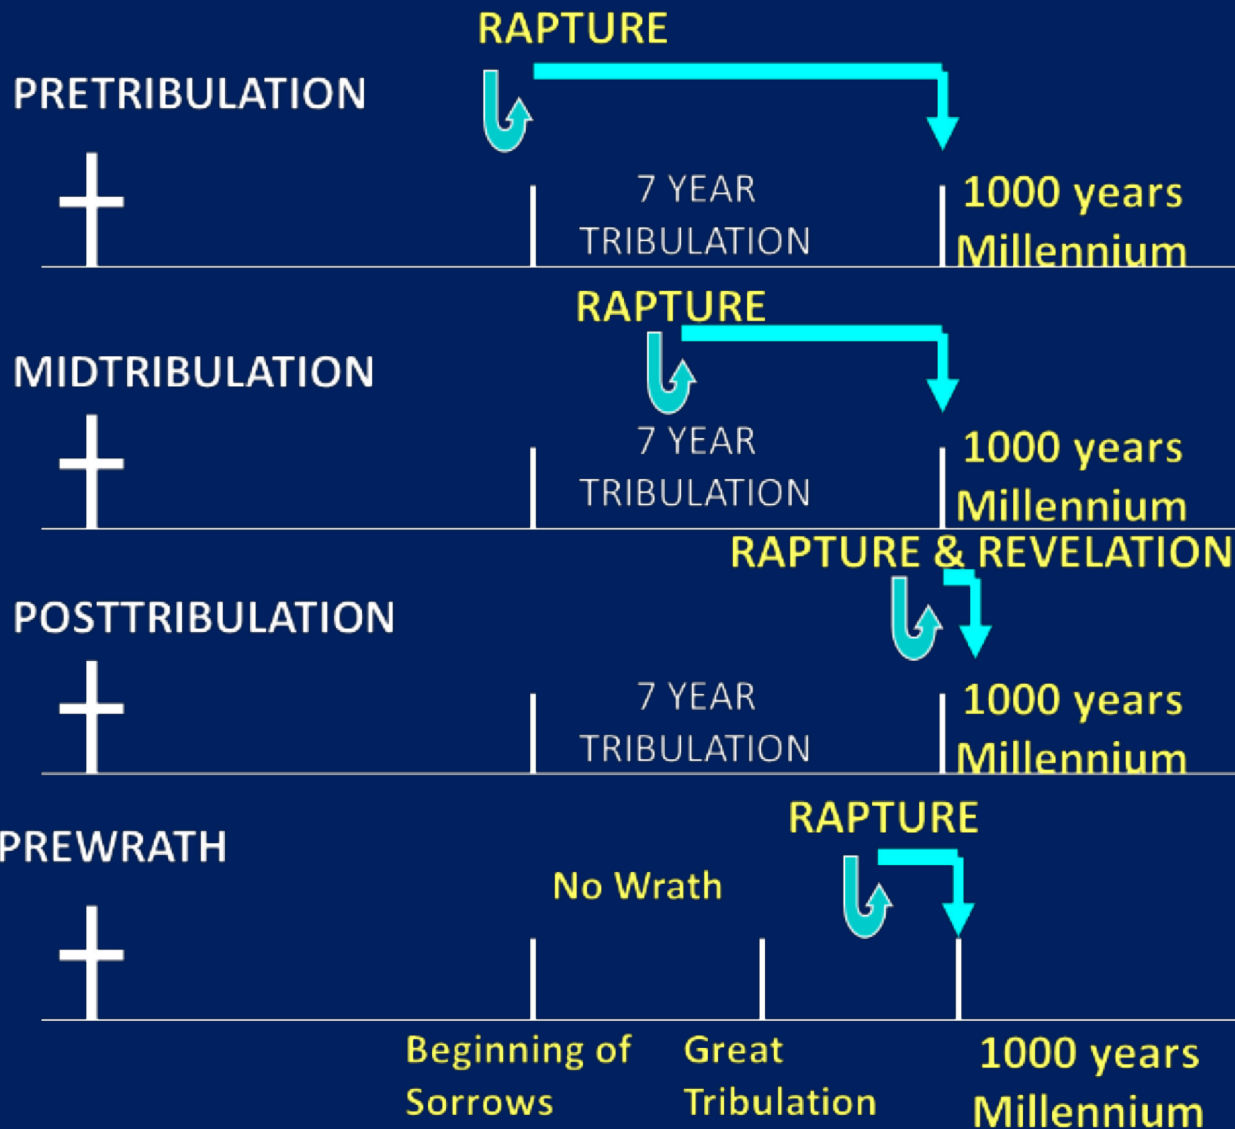 RAPTURE
PRETRIBULATION
7 YEAR
TRIBULATION
1000 years
Millennium
RAPTURE
MIDTRIBULATION
7 YEAR
TRIBULATION
1000 years
Millennium
RAPTURE & REVELATION
POSTTRIBULATION
7 YEAR
TRIBULATION
1000 years
Millennium
RAPTURE
PREWRATH
No Wrath
Beginning of
Sorrows
Great
Tribulation
1000 years
Millennium